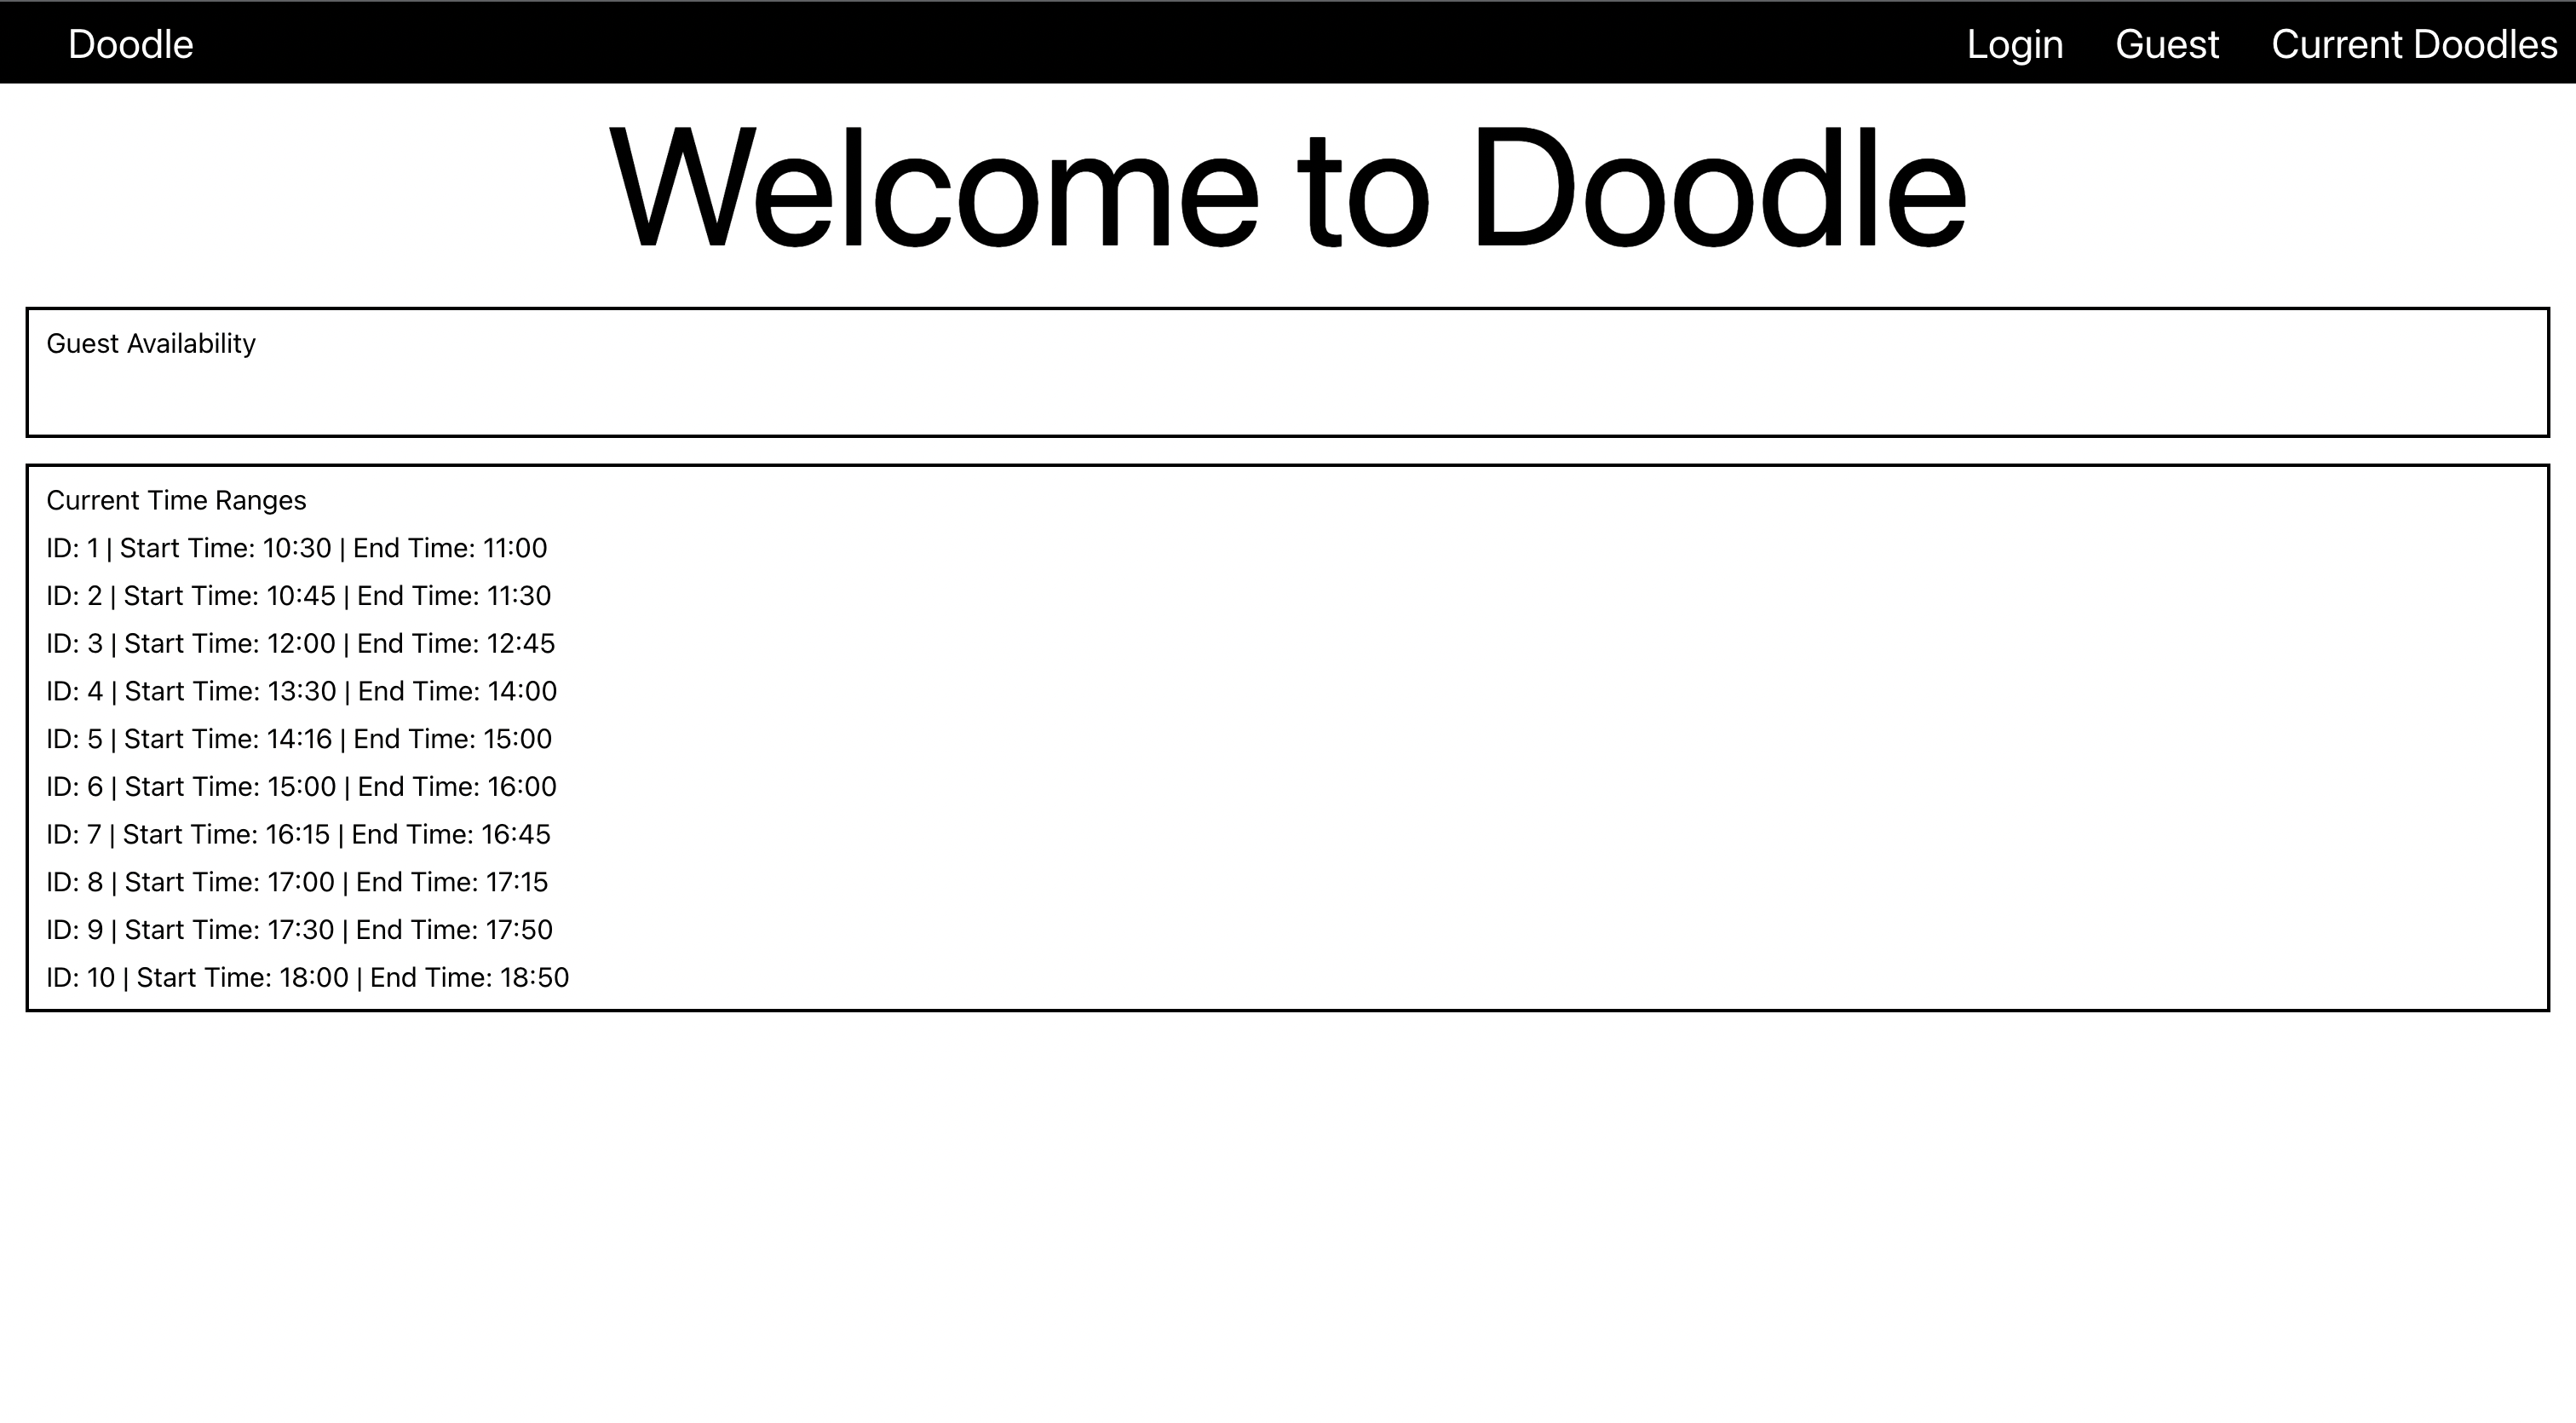 Doodle Login Guest Current Doodles
Welcome to Doodle
Guest Availability
Current Time Ranges
ID: 1 | Start Time: 10:30 | End Time: 11:00
ID: 2 | Start Time: 10:45 | End Time: 11:30
ID: 3 | Start Time: 12:00 | End Time: 12:45
ID: 4 | Start Time: 13:30 | End Time: 14:00
ID: 5 | Start Time: 14:16 | End Time: 15:00
ID: 6 | Start Time: 15:00 | End Time: 16:00
ID: 7 | Start Time: 16:15 | End Time: 16:45
ID: 8 | Start Time: 17:00 | End Time: 17:15
ID: 9 | Start Time: 17:30 | End Time: 17:50
ID: 10 | Start Time: 18:00 | End Time: 18:50